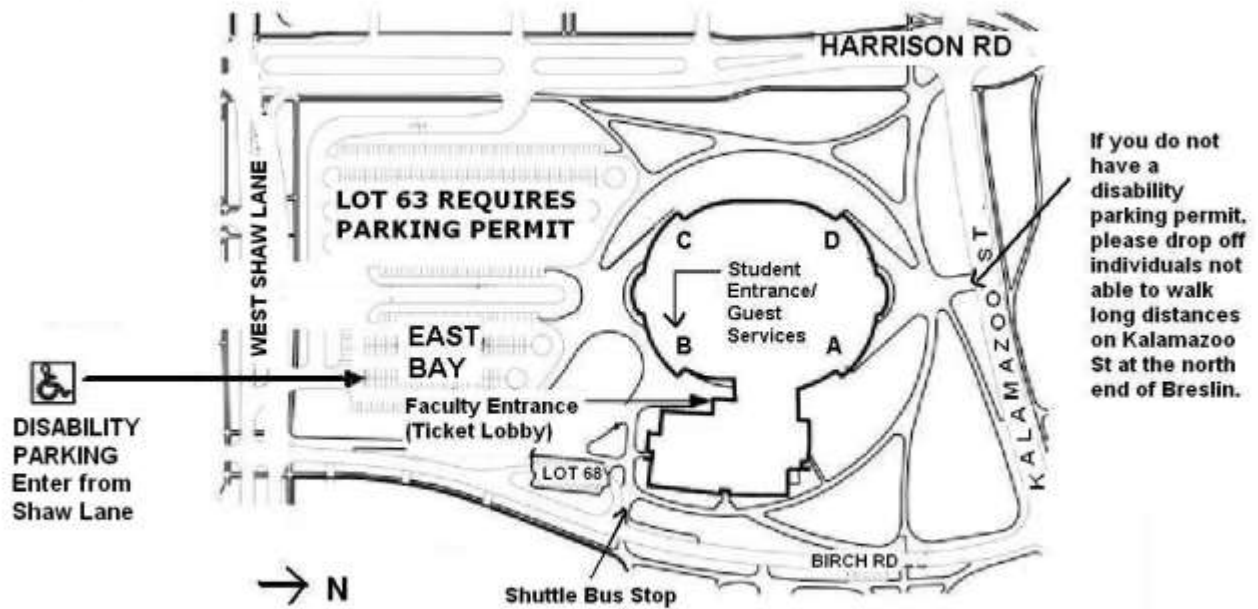 HARRISON RD
WEST SHAW LANE
LOT 63 REQUIRES
PARKING PERMIT
C
D
Student
Entrance/
Guest
Services
B
A
EAST
BAY
Faculty Entrance
(Ticket Lobby)
LOT 68
DISABILITY
PARKING
Enter from
Shaw Lane
KALAMAZOO ST
If you do not
have a
disability
parking permit,
please drop off
individuals not
able to walk
long distances
on Kalamazoo
St at the north
end of Breslin.
BIRCH RD
N
Shuttle Bus Stop